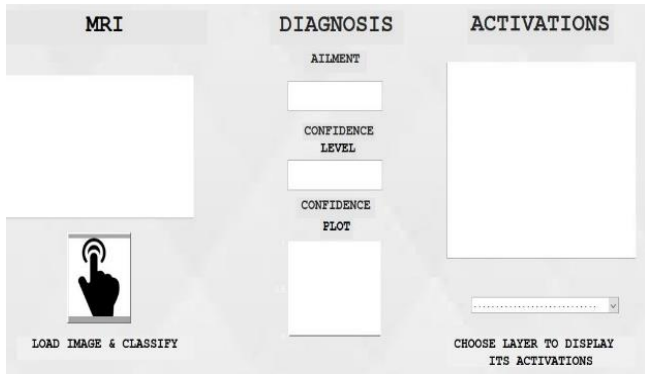 MRI
LOAD IMAGE & CLASSIFY
DIAGNOSIS
AILMENT
CONFIDENCE
LEVEL
CONFIDENCE
PLOT
ACTIVATIONS
CHOOSE LAYER TO DISPLAY
ITS ACTIVATIONS